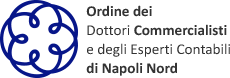 Ordine dei
Dottori Commercialisti
e degli Esperti Contabili
di Napoli Nord